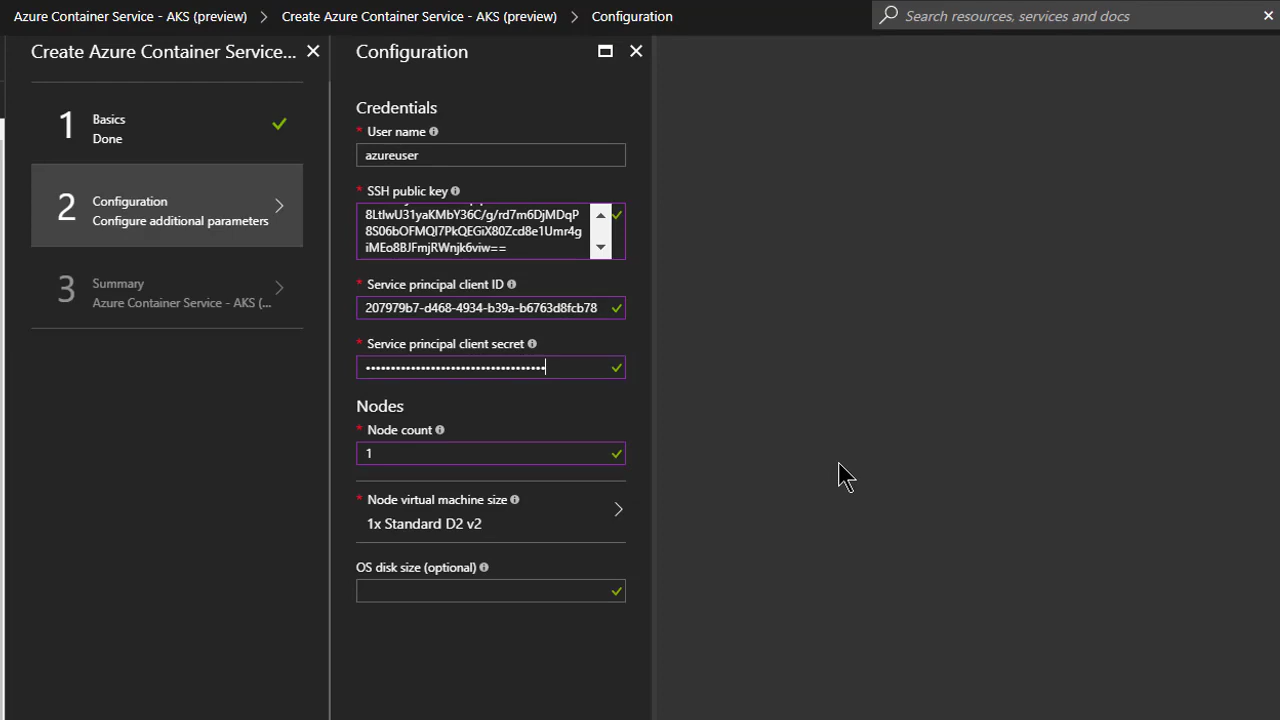 Azure Container Service - AKS (preview) > Create Azure Container Service - AKS (preview) > Configuration
Search resources, services and docs
Create Azure Container Service...
1
Basics
Done
2
Configuration
Configure additional parameters
3
Summary
Azure Container Service - AKS (...
Configuration
Credentials
* User name
azureuser
* SSH public key
8LtlwU31yaKMbY36C/g/rd7m6DjMDqP
8S06bOFMQI7PkQEGiX80Zcd8e1Umr4g
iMEo8BJFmjRWnjk6viw==
* Service principal client ID
207979b7-d468-4934-b39a-b6763d8fcb78
* Service principal client secret
Nodes
* Node count
1
* Node virtual machine size
1x Standard D2 v2
OS disk size (optional)